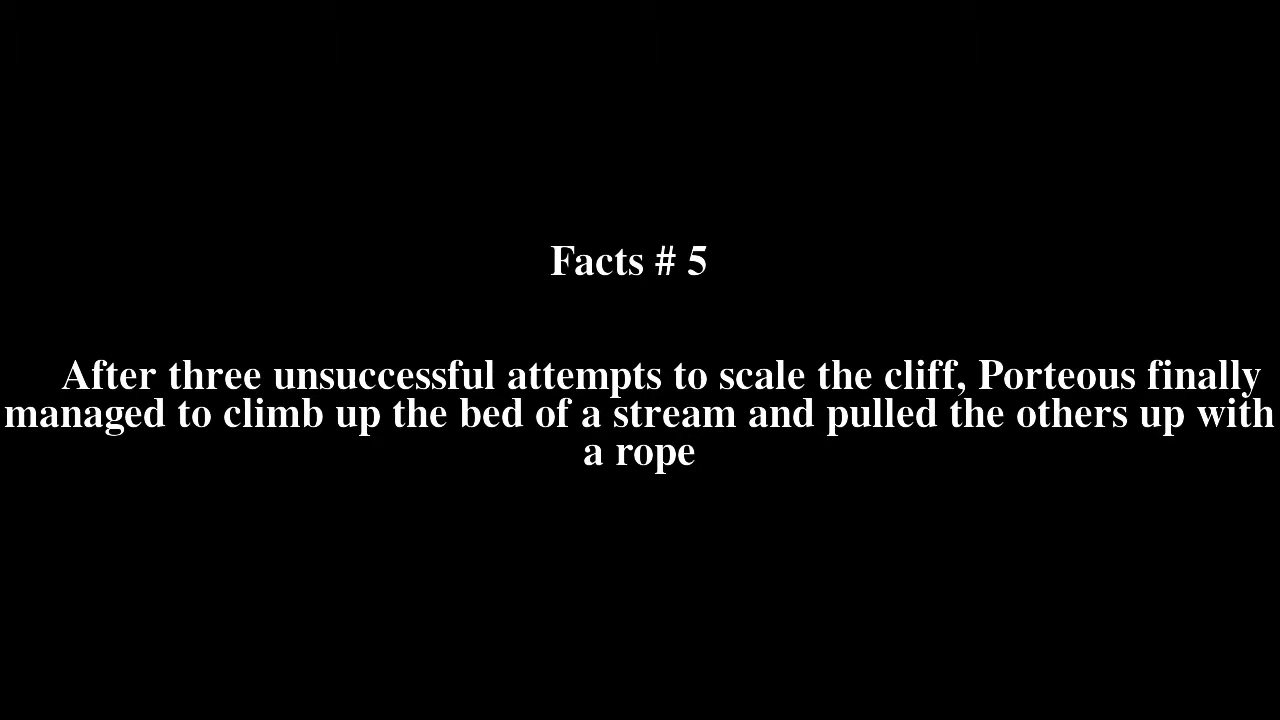 Facts # 5
After three unsuccessful attempts to scale the cliff, Porteous finally
managed to climb up the bed of a stream and pulled the others up with
a rope